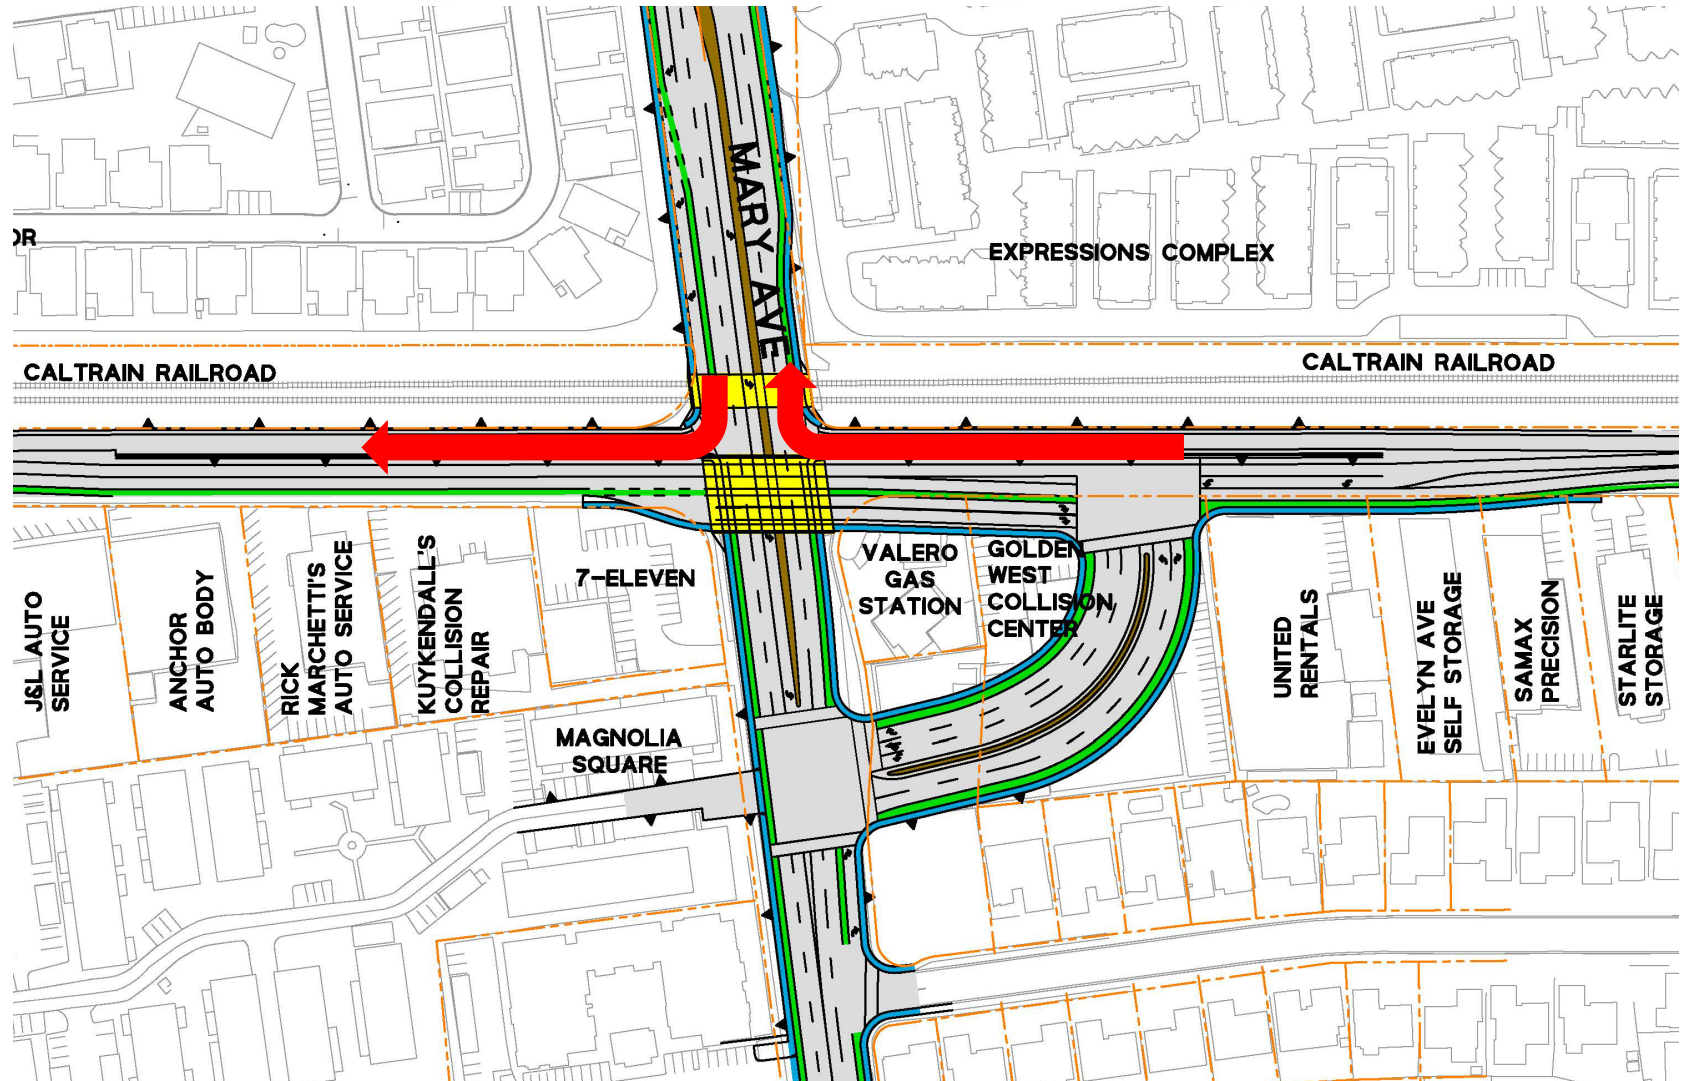 MARY AVE
OR
EXPRESSIONS COMPLEX
CALTRAIN RAILROAD
CALTRAIN RAILROAD
J&L AUTO
SERVICE
ANCHOR
AUTO BODY
RICK
MARCHETTI'S
AUTO SERVICE
KUYKENDALL'S
COLLISION
REPAIR
7-ELEVEN
VALERO
GAS
STATION
GOLDEN
WEST
COLLISION
CENTER
UNITED
RENTALS
EVELYN AVE
SELF STORAGE
SAMAX
PRECISION
STARLITE
STORAGE
MAGNOLIA
SQUARE